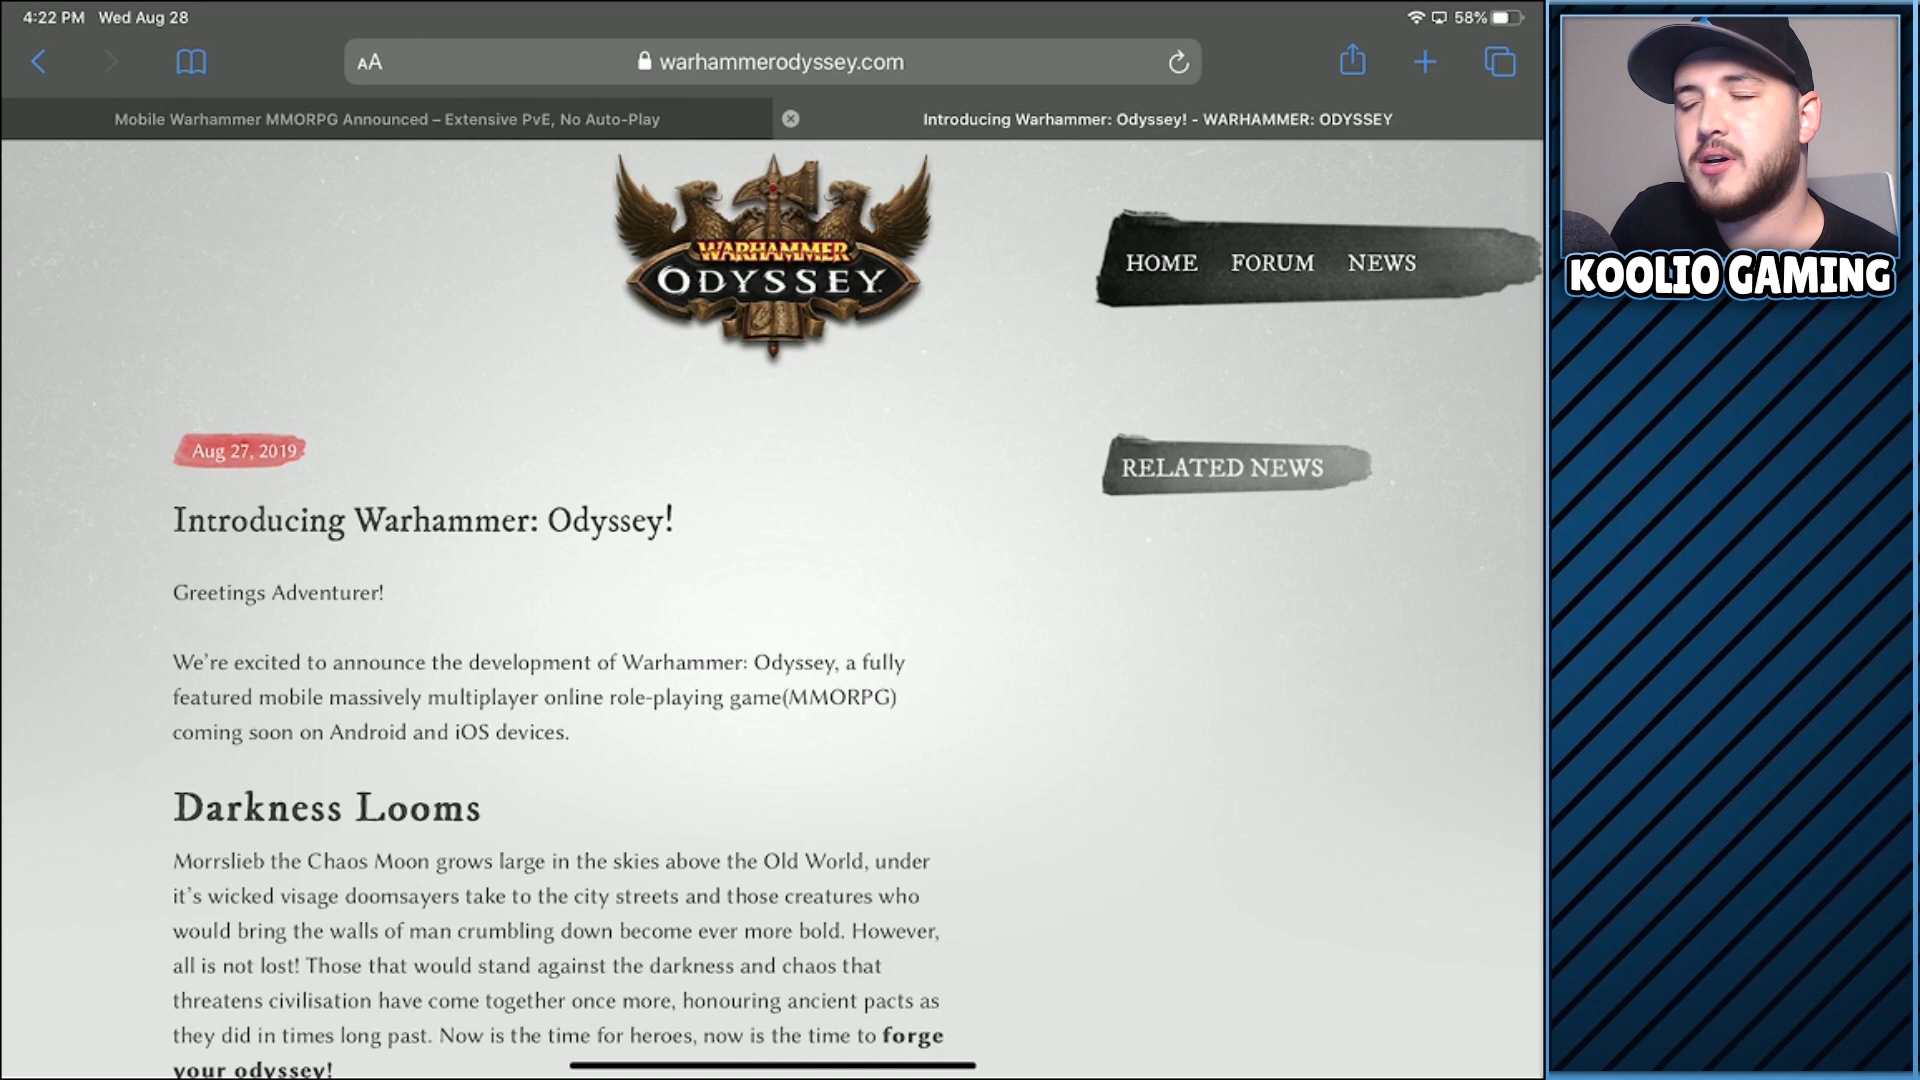 4:22 PM Wed Aug 28
58%
AA
warhammerodyssey.com
Mobile Warhammer MMORPG Announced – Extensive PvE, No Auto-Play
Introducing Warhammer: Odyssey! - WARHAMMER: ODYSSEY
WARHAMMER
ODYSSEY
HOME FORUM NEWS
KOOLIO GAMING
Aug 27, 2019
RELATED NEWS
Introducing Warhammer: Odyssey!
Greetings Adventurer!
We're excited to announce the development of Warhammer: Odyssey, a fully
featured mobile massively multiplayer online role-playing game(MMORPG)
coming soon on Android and iOS devices.
Darkness Looms
Morrslieb the Chaos Moon grows large in the skies above the Old World, under
it's wicked visage doomsayers take to the city streets and those creatures who
would bring the walls of man crumbling down become ever more bold. However,
all is not lost! Those that would stand against the darkness and chaos that
threatens civilisation have come together once more, honouring ancient pacts as
they did in times long past. Now is the time for heroes, now is the time to forge
your odyssey!